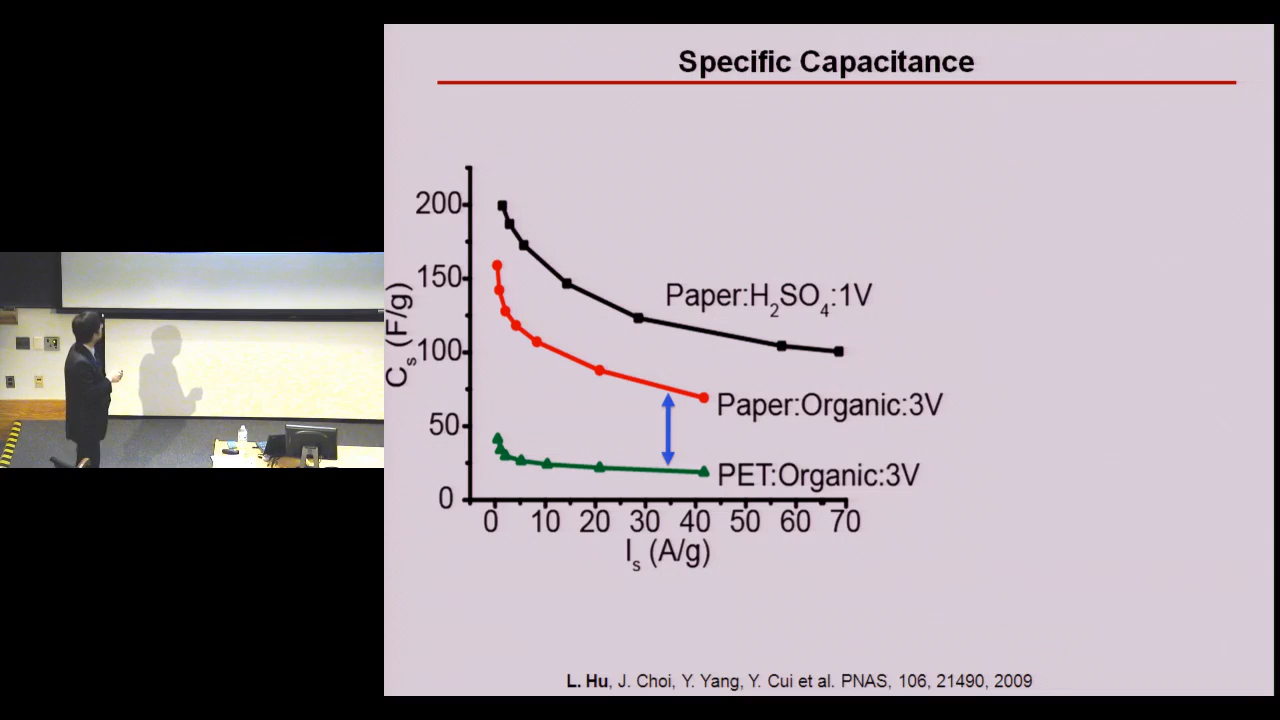 Specific Capacitance
200
150
100
50
0
Cs (F/g)
Paper:H2SO4:1V
Paper:Organic:3V
PET:Organic:3V
0 10 20 30 40 50 60 70
Is (A/g)
L. Hu, J. Choi, Y. Yang, Y. Cui et al. PNAS, 106, 21490, 2009